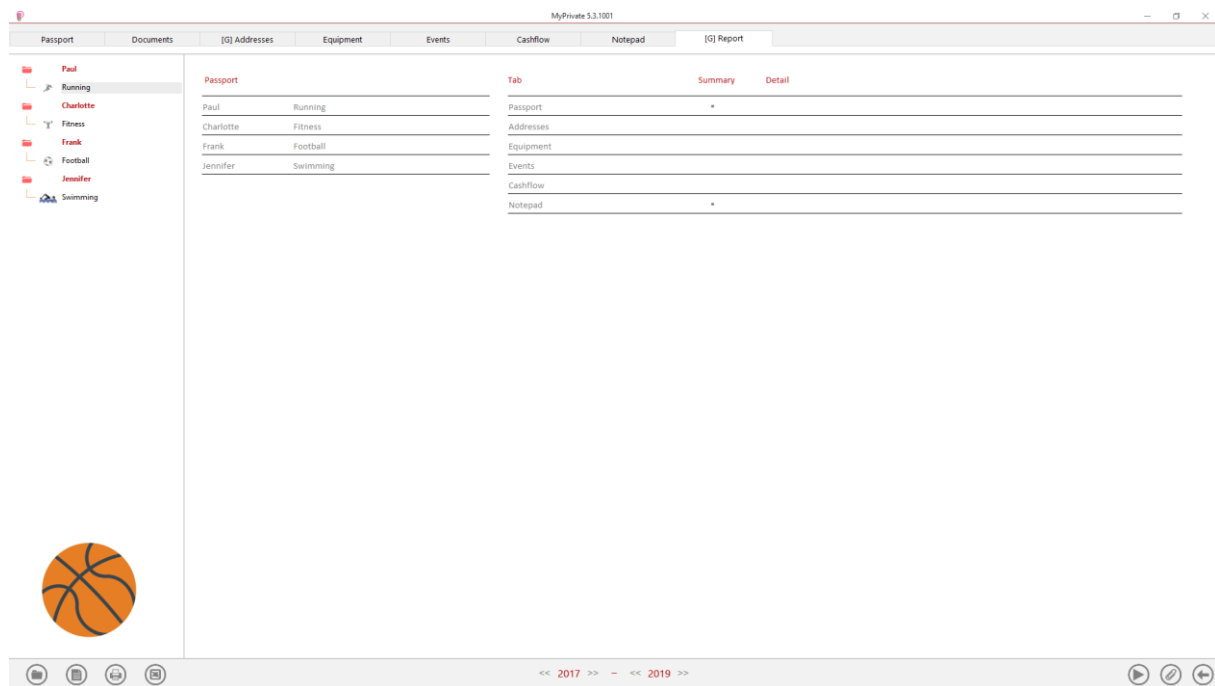 MyPrivate 5.3.1001
Passport Documents [G] Addresses Equipment Events Cashflow Notepad [G] Report
Paul
Running
Charlotte
Fitness
Frank
Football
Jennifer
Swimming
Passport
Paul Running
Charlotte Fitness
Frank Football
Jennifer Swimming
Tab Summary Detail
Passport
Addresses
Equipment
Events
Cashflow
Notepad
<< 2017 >> – << 2019 >>